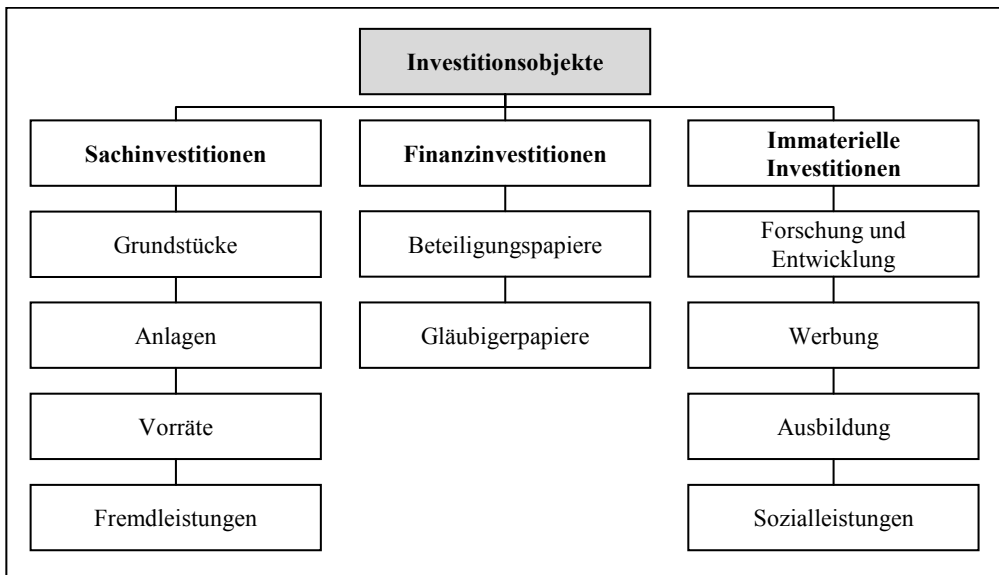 Investitionsobjekte
Sachinvestitionen
Grundstücke
Anlagen
Vorräte
Fremdleistungen
Finanzinvestitionen
Beteiligungspapiere
Gläubigerpapiere
Immaterielle
Investitionen
Forschung und
Entwicklung
Werbung
Ausbildung
Sozialleistungen